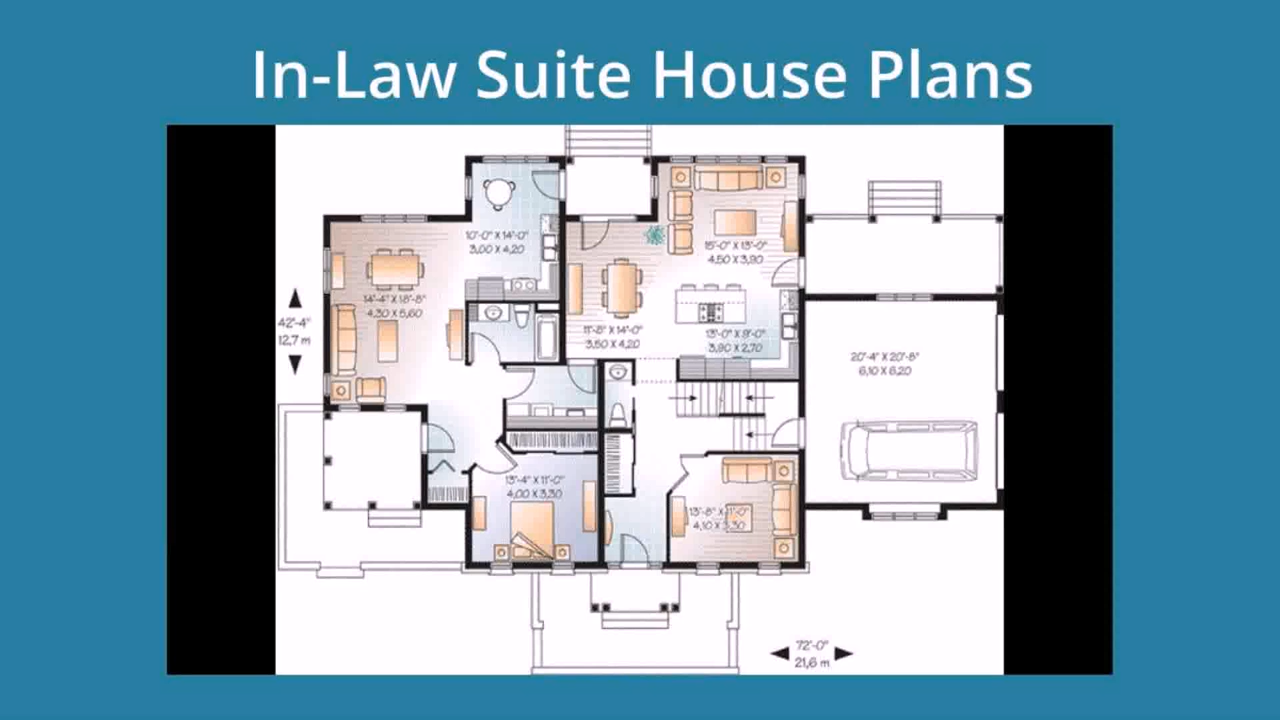 In-Law Suite House Plans
10'-0" X 14'-0"
3,00 X 4,20
15'-0" X 13'-0"
4,50 X 3,90
14'-4" X 18'-8"
4,30 X 5,60
42'-4"
12,7 m
11'-8" X 14'-0"
3,50 X 4,20
13'-0" X 9'-0"
3,90 X 2,70
20'-4" X 20'-8"
6,10 X 6,20
13'-4" X 11'-0"
4,00 X 3,30
13'-8" X 11'-0"
4,10 X 3,30
72'-0"
21,6 m